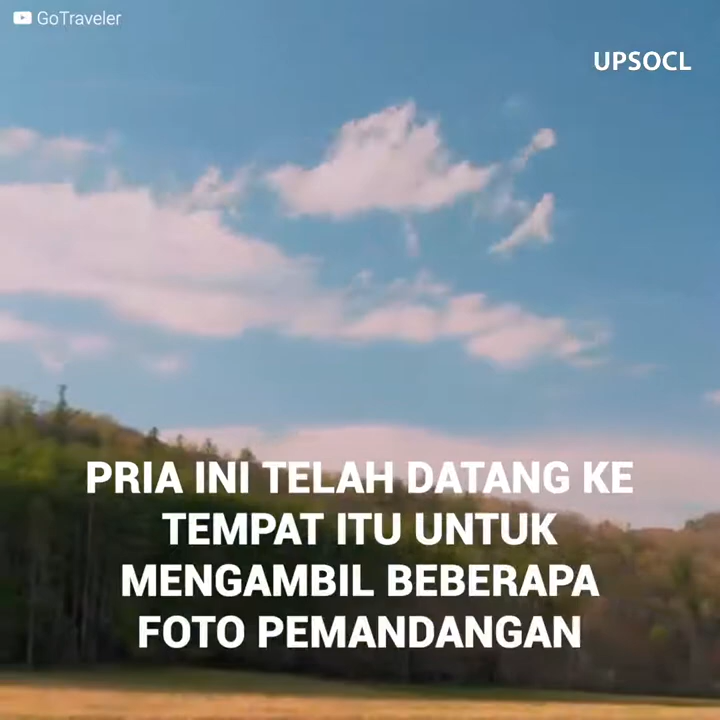 GoTraveler
UPSOCL
PRIA INI TELAH DATANG KE
TEMPAT ITU UNTUK
MENGAMBIL BEBERAPA
FOTO PEMANDANGAN